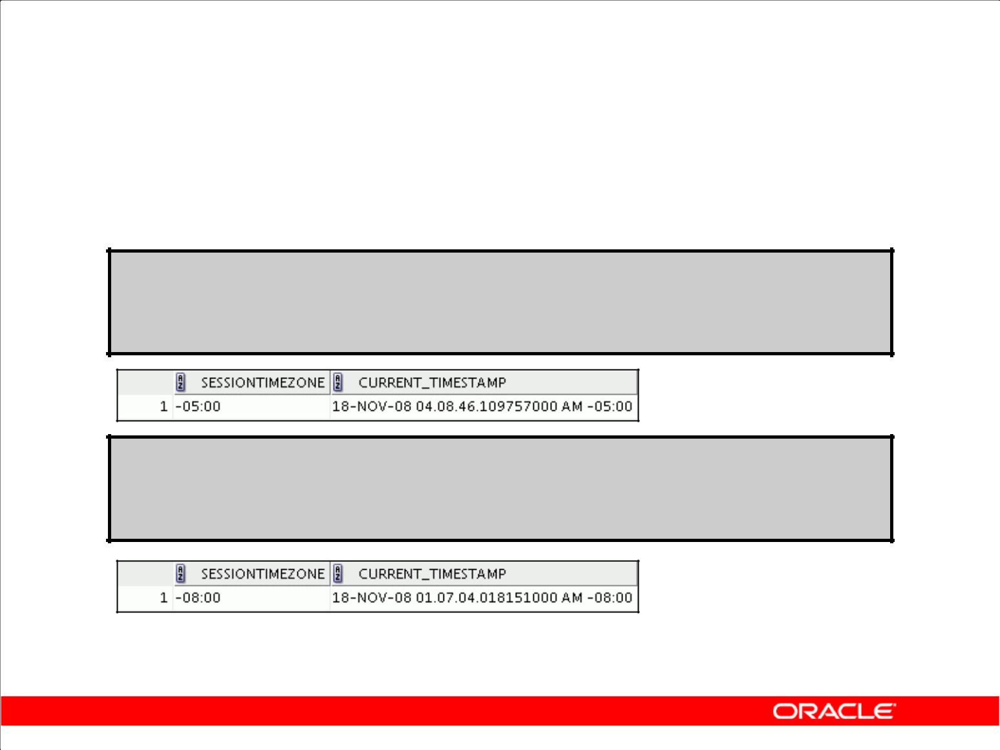 SESSIONTIMEZONE CURRENT_TIMESTAMP
1 -05:00 18-NOV-08 04.08.46.109757000 AM -05:00
SESSIONTIMEZONE CURRENT_TIMESTAMP
1 -08:00 18-NOV-08 01.07.04.018151000 AM -08:00
ORACLE